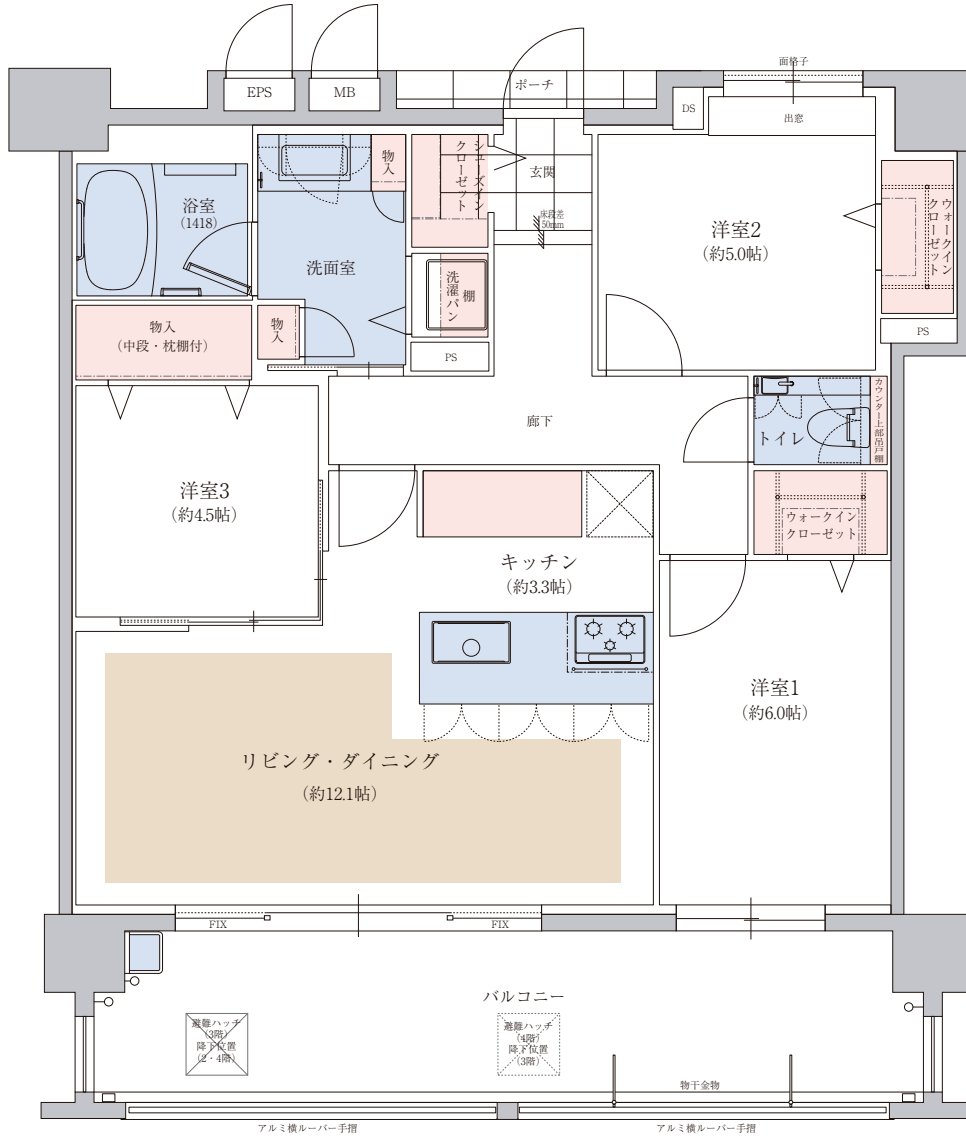 面格子
EPS
MB
ポーチ
DS
出窓
物入
シューズイン
クローゼット
玄関
床段差
50mm
浴室
(1418)
洗面室
洋室2
(約5.0帖)
ウォークイン
クローゼット
物入
(中段・枕棚付)
物入
棚
洗濯パン
PS
PS
廊下
トイレ
カウンター上部吊戸棚
洋室3
(約4.5帖)
ウォークイン
クローゼット
キッチン
(約3.3帖)
洋室1
(約6.0帖)
リビング・ダイニング
(約12.1帖)
FIX
FIX
バルコニー
避難ハッチ
(3階)
降下位置
(2・4階)
避難ハッチ
(4階)
降下位置
(3階)
物干金物
アルミ横ルーバー手摺
アルミ横ルーバー手摺